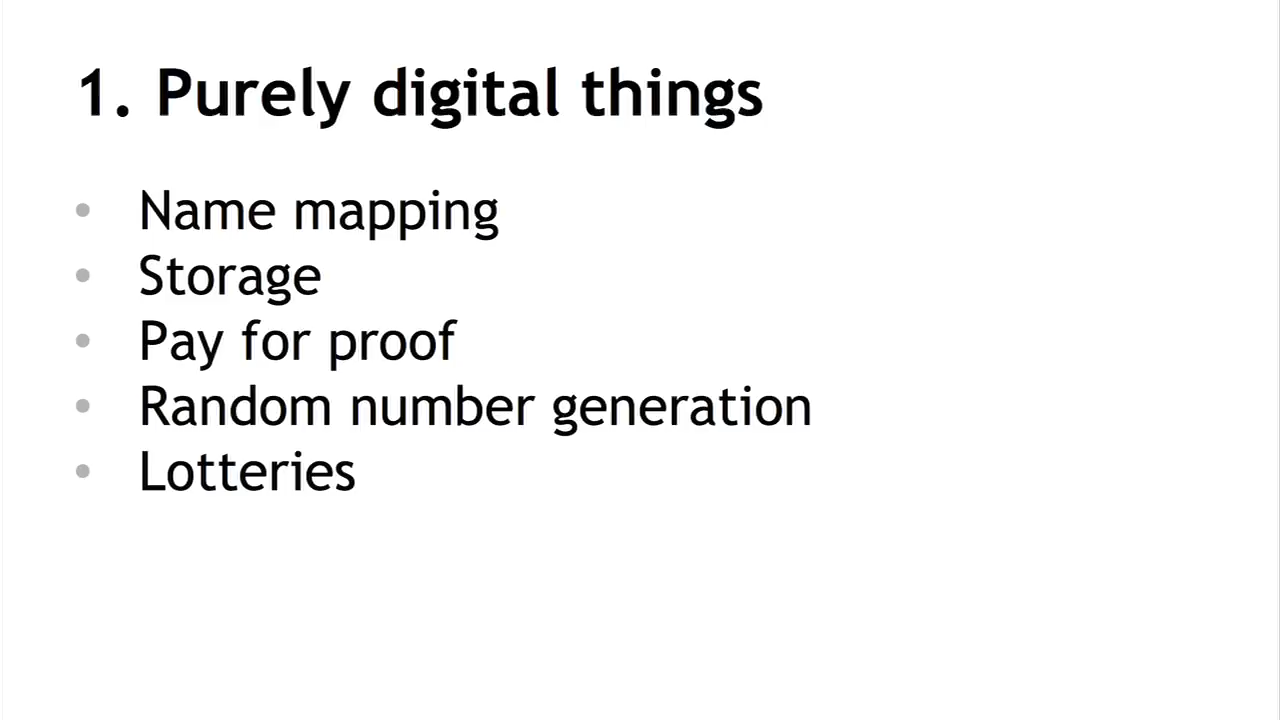 1. Purely digital things
• Name mapping
• Storage
• Pay for proof
• Random number generation
• Lotteries